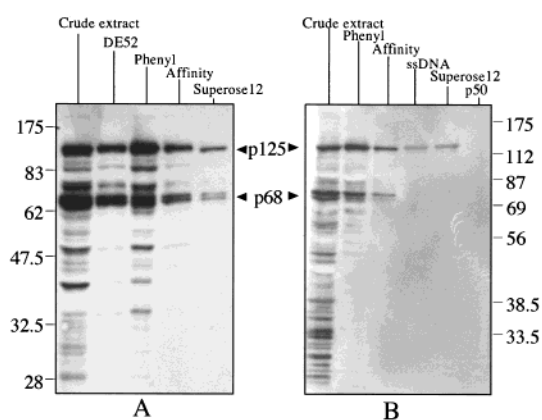 Crude extract
DE52
Phenyl
Affinity
Superose12
175
83
62
47.5
32.5
28
A
p125
p68
Crude extract
Phenyl
Affinity
ssDNA
Superose12
p50
175
112
87
69
56
38.5
33.5
B